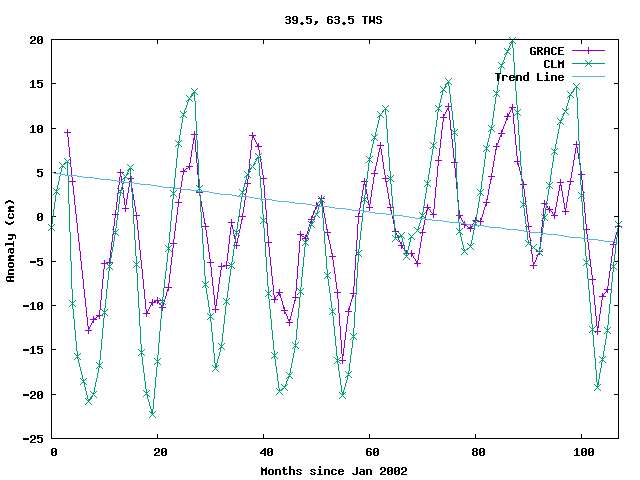 39.5, 63.5 TWS
GRACE
CLM
Trend Line
20
15
10
5
0
-5
-10
-15
-20
-25
Anomaly (cm)
0 20 40 60 80 100
Months since Jan 2002